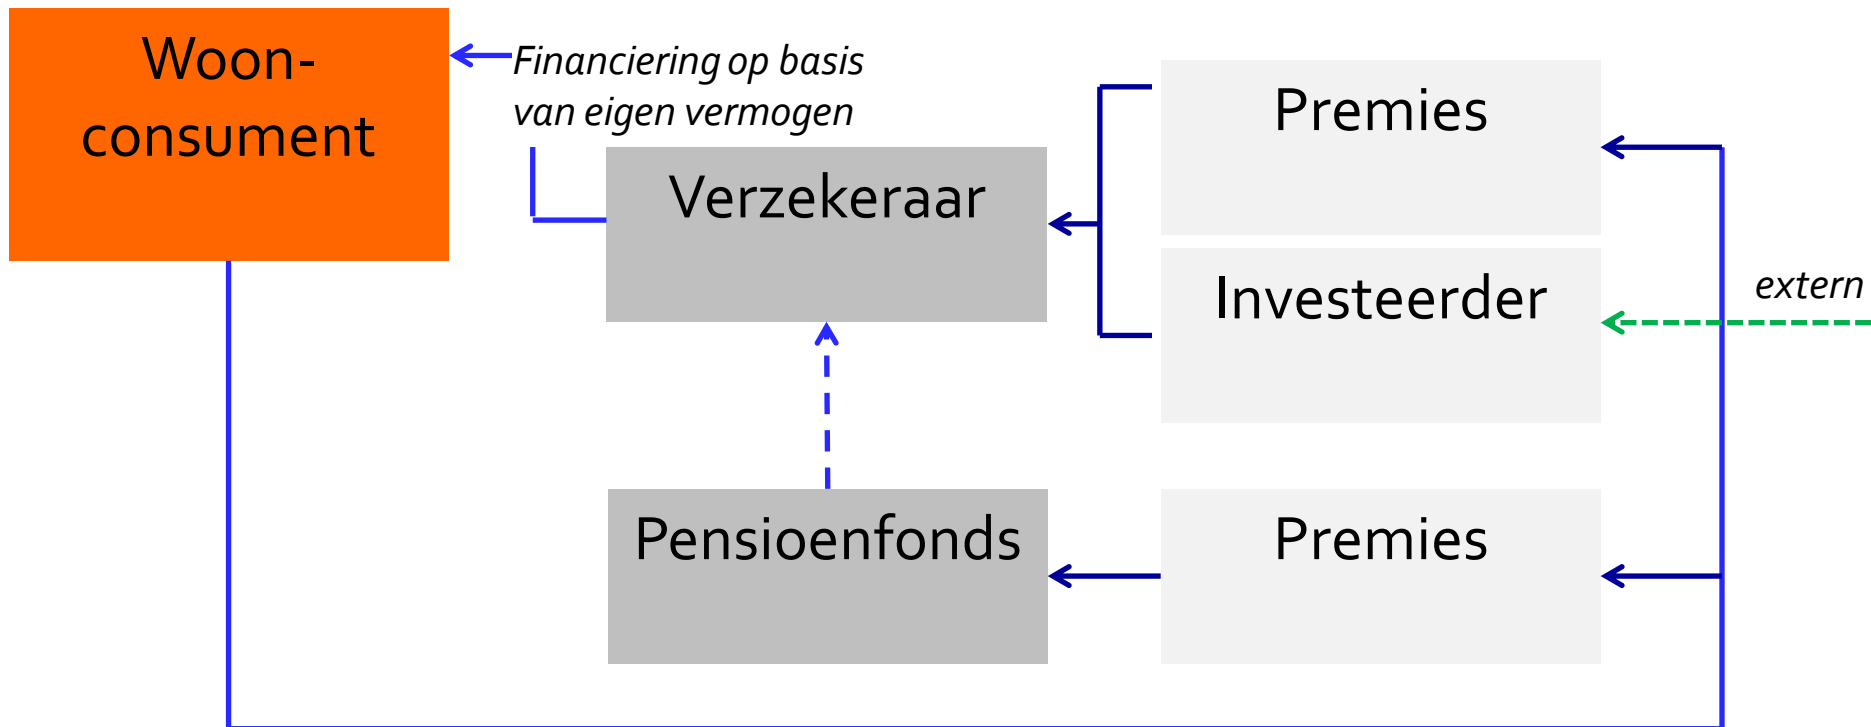 Woon-
consument
Financiering op basis
van eigen vermogen
Verzekeraar
Premies
Investeerder
extern
Pensioenfonds
Premies